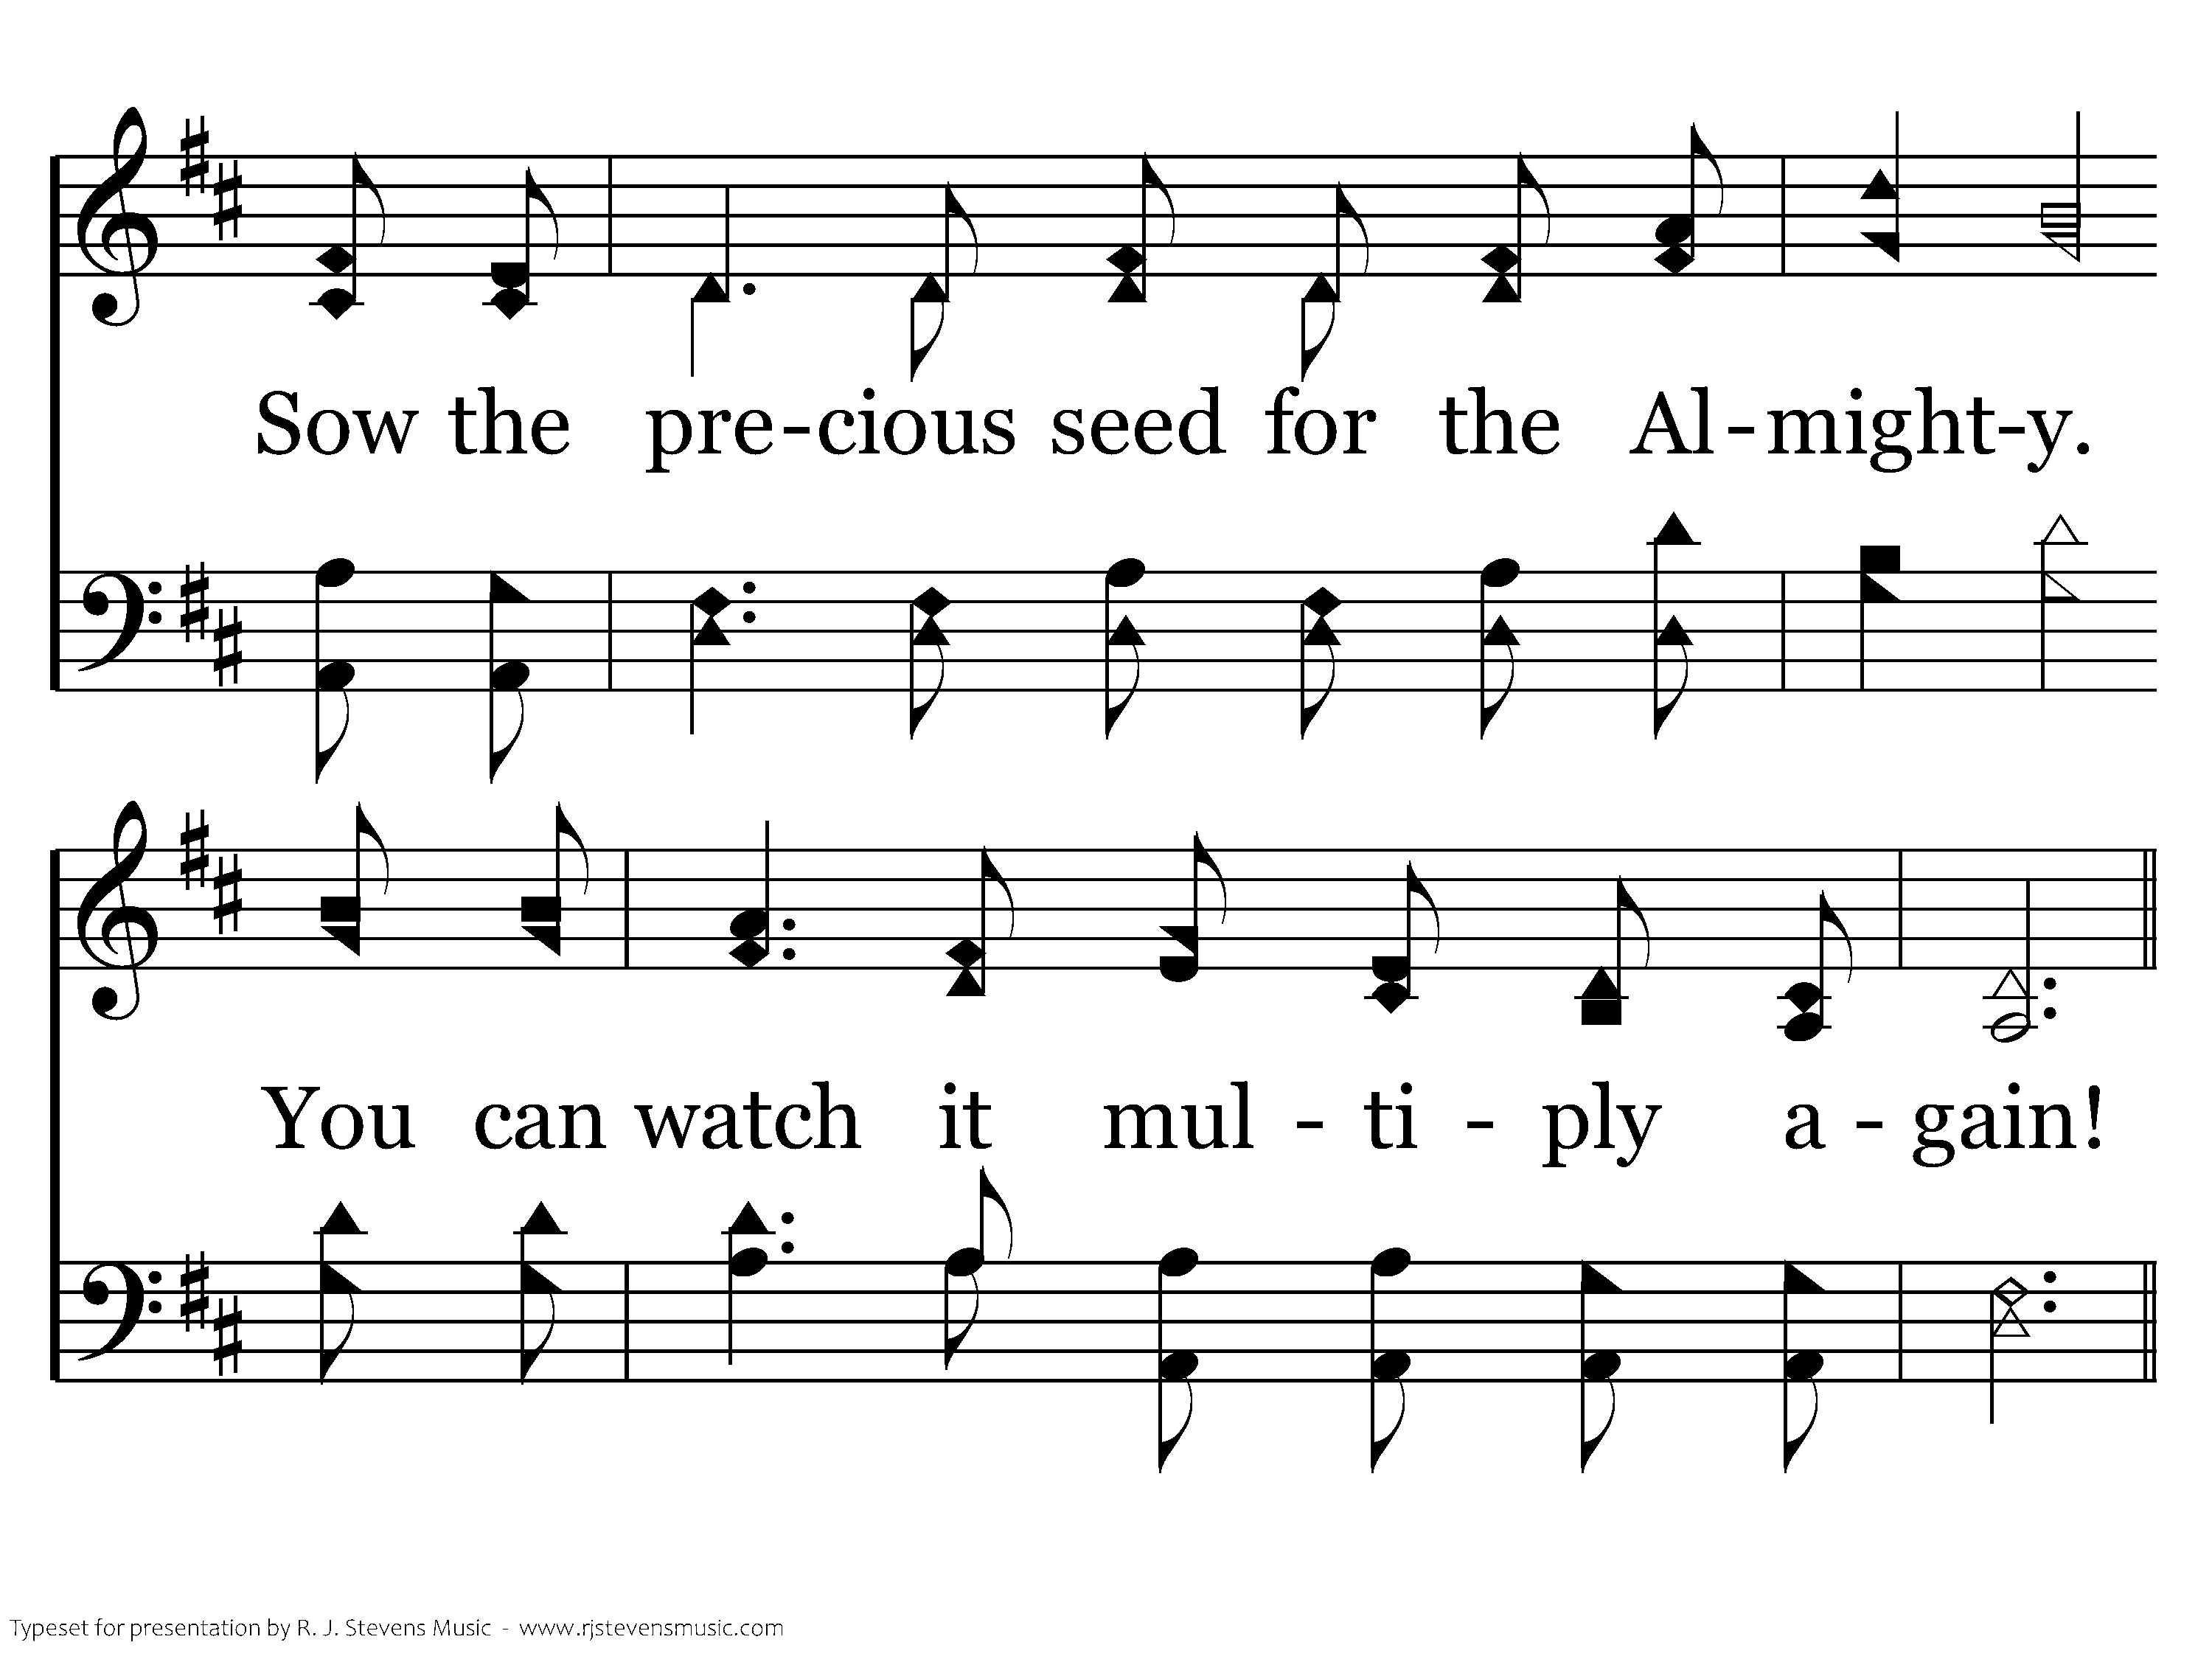 Sow the pre-cious seed for the Al-might-y.
You can watch it mul - ti - ply a - gain!
Typeset for presentation by R. J. Stevens Music - www.rjstevensmusic.com